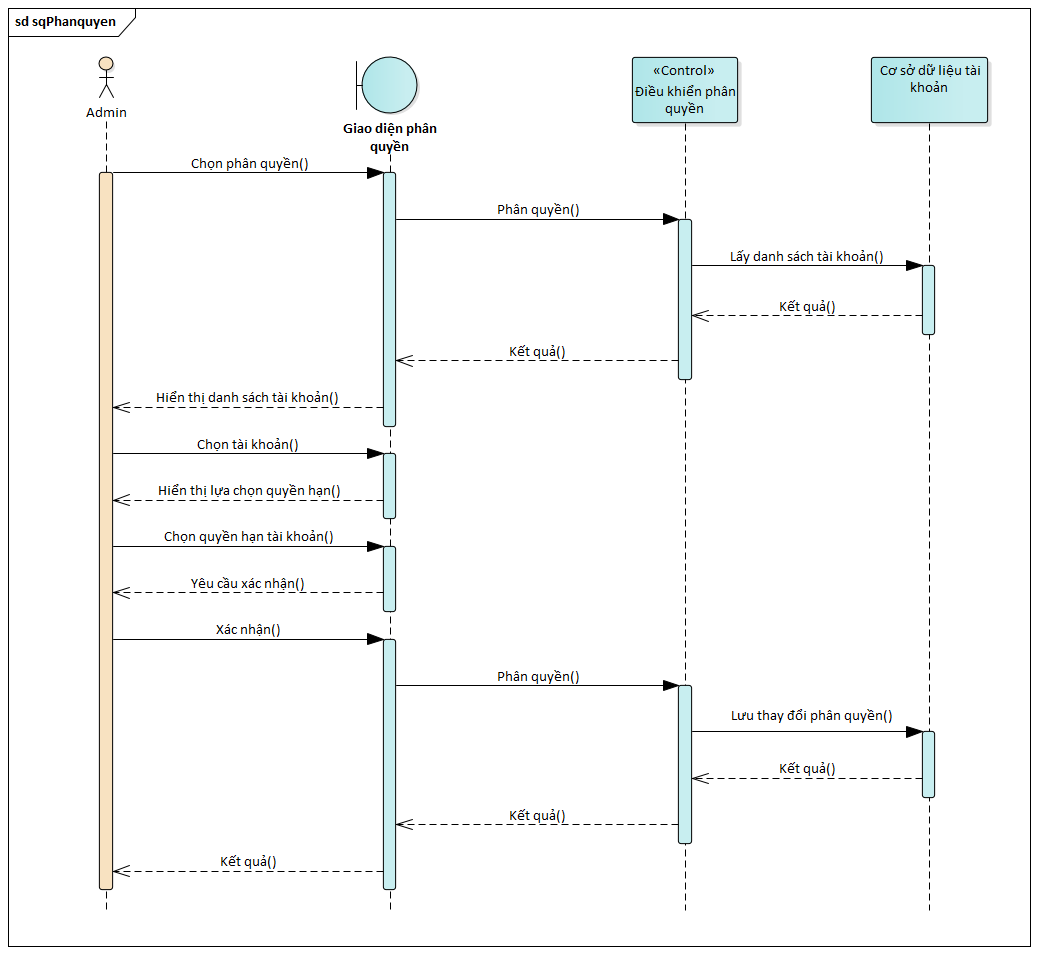 sd sqPhanquyen
Admin
Giao diện phân
quyền
«Control»
Điều khiển phân
quyền
Cơ sở dữ liệu tài
khoản
Chọn phân quyền()
Phân quyền()
Lấy danh sách tài khoản()
Kết quả()
Kết quả()
Hiển thị danh sách tài khoản()
Chọn tài khoản()
Hiển thị lựa chọn quyền hạn()
Chọn quyền hạn tài khoản()
Yêu cầu xác nhận()
Xác nhận()
Phân quyền()
Lưu thay đổi phân quyền()
Kết quả()
Kết quả()
Kết quả()